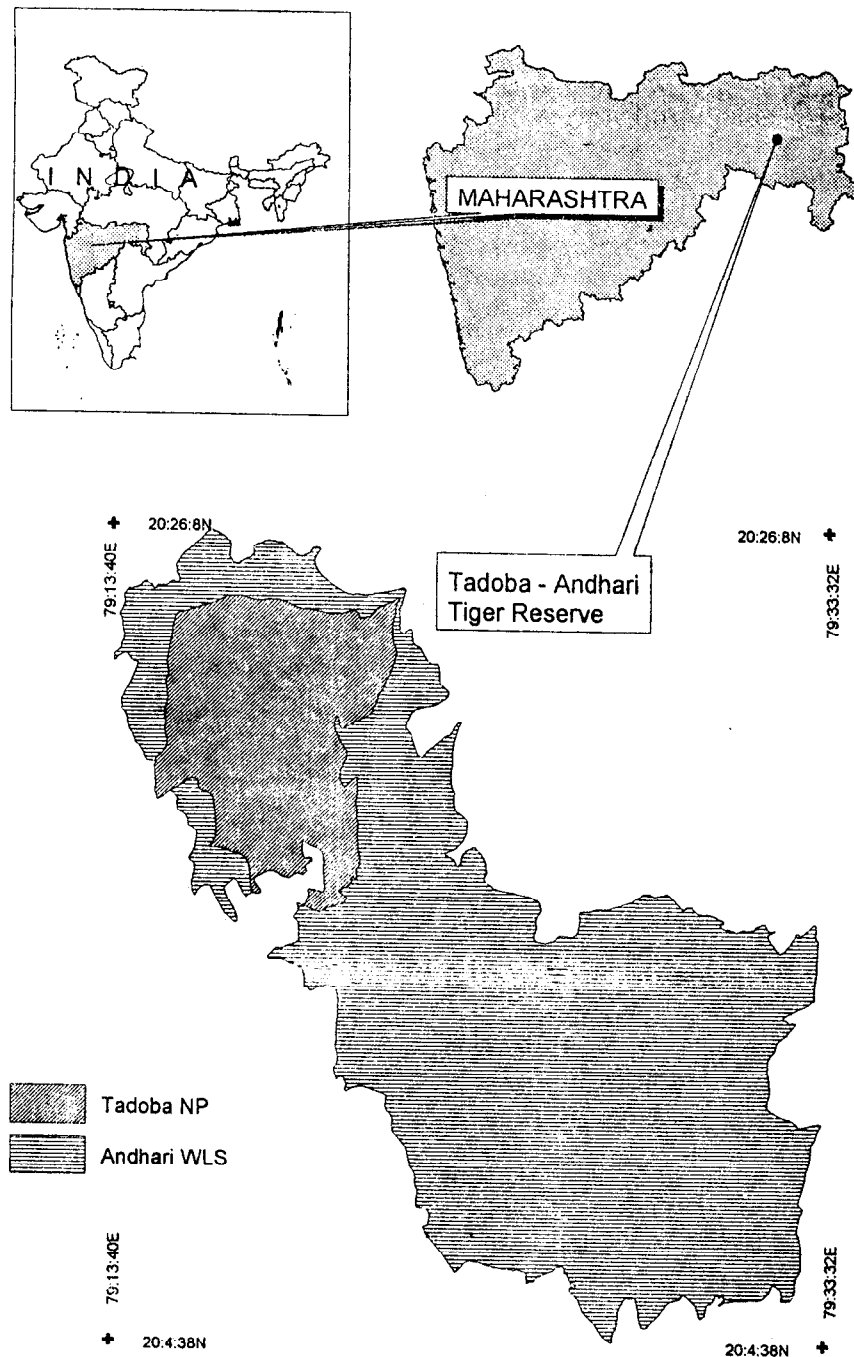 INDIA
MAHARASHTRA
20:26:8N
79:13:40E
20:26:8N
79:33:32E
Tadoba - Andhari
Tiger Reserve
Tadoba NP
Andhari WLS
79:13:40E
20:4:38N
79:33:32E
20:4:38N